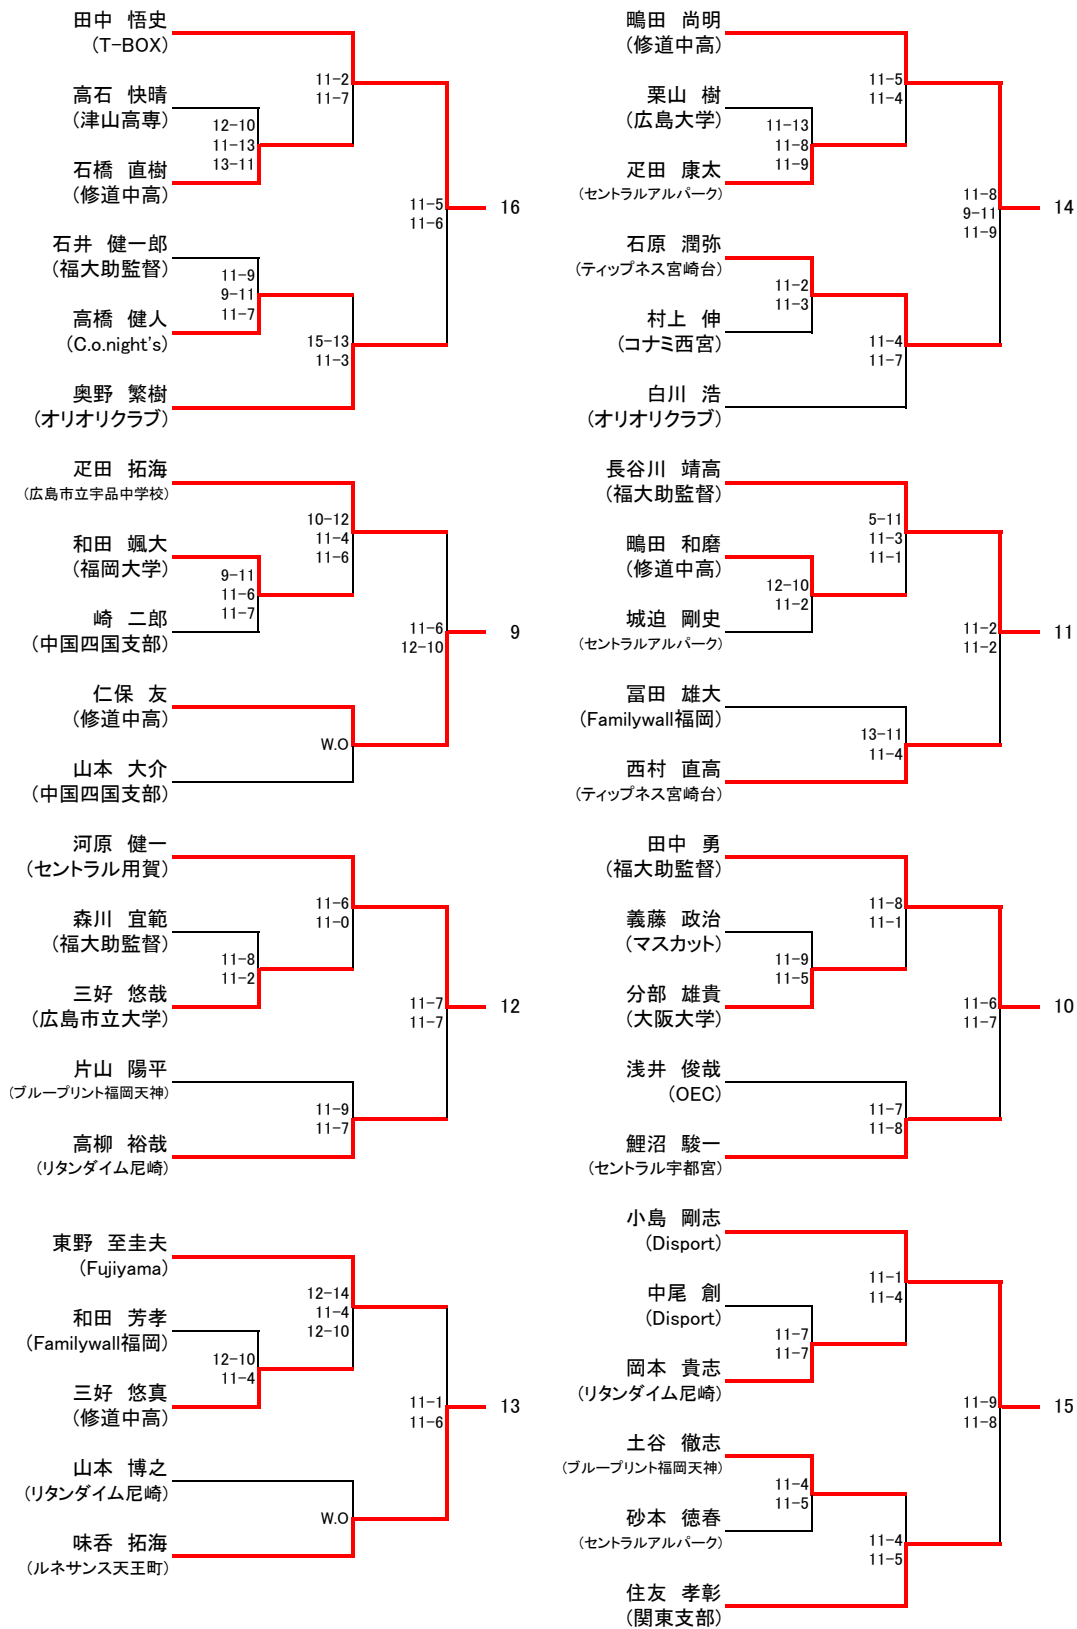 田中　悟史
(T-BOX)
11-2
11-7
高石　快晴
(津山高専)
12-10
11-13
13-11
石橋　直樹
(修道中高)
11-5
11-6
16
石井　健一郎
(福大助監督)
11-9
9-11
11-7
高橋　健人
(C.o.night's)
15-13
11-3
奥野　繁樹
(オリオリクラブ)
疋田　拓海
(広島市立宇品中学校)
10-12
11-4
11-6
和田　颯大
(福岡大学)
9-11
11-6
11-7
崎　二郎
(中国四国支部)
11-6
12-10
9
仁保　友
(修道中高)
W.O
山本　大介
(中国四国支部)
河原　健一
(セントラル用賀)
11-6
11-0
森川　宜範
(福大助監督)
11-8
11-2
三好　悠哉
(広島市立大学)
11-7
11-7
12
片山　陽平
(ブループリント福岡天神)
11-9
11-7
高柳　裕哉
(リタンダイム尼崎)
東野　至圭夫
(Fujiyama)
12-14
11-4
12-10
和田　芳孝
(Familywall福岡)
12-10
11-4
三好　悠真
(修道中高)
11-1
11-6
13
山本　博之
(リタンダイム尼崎)
W.O
味呑　拓海
(ルネサンス天王町)
鴫田　尚明
(修道中高)
11-5
11-4
栗山　樹
(広島大学)
11-13
11-8
11-9
疋田　康太
(セントラルアルパーク)
11-8
9-11
11-9
14
石原　潤弥
(ティップネス宮崎台)
11-2
11-3
村上　伸
(コナミ西宮)
11-4
11-7
白川　浩
(オリオリクラブ)
長谷川　靖高
(福大助監督)
5-11
11-3
11-1
鴫田　和磨
(修道中高)
12-10
11-2
城迫　剛史
(セントラルアルパーク)
11-2
11-2
11
冨田　雄大
(Familywall福岡)
13-11
11-4
西村　直高
(ティップネス宮崎台)
田中　勇
(福大助監督)
11-8
11-1
義藤　政治
(マスカット)
11-9
11-5
分部　雄貴
(大阪大学)
11-6
11-7
10
浅井　俊哉
(OEC)
11-7
11-8
鯉沼　駿一
(セントラル宇都宮)
小島　剛志
(Disport)
11-1
11-4
中尾　創
(Disport)
11-7
11-7
岡本　貴志
(リタンダイム尼崎)
11-9
11-8
15
土谷　徹志
(ブループリント福岡天神)
11-4
11-5
砂本　徳春
(セントラルアルパーク)
11-4
11-5
住友　孝彰
(関東支部)